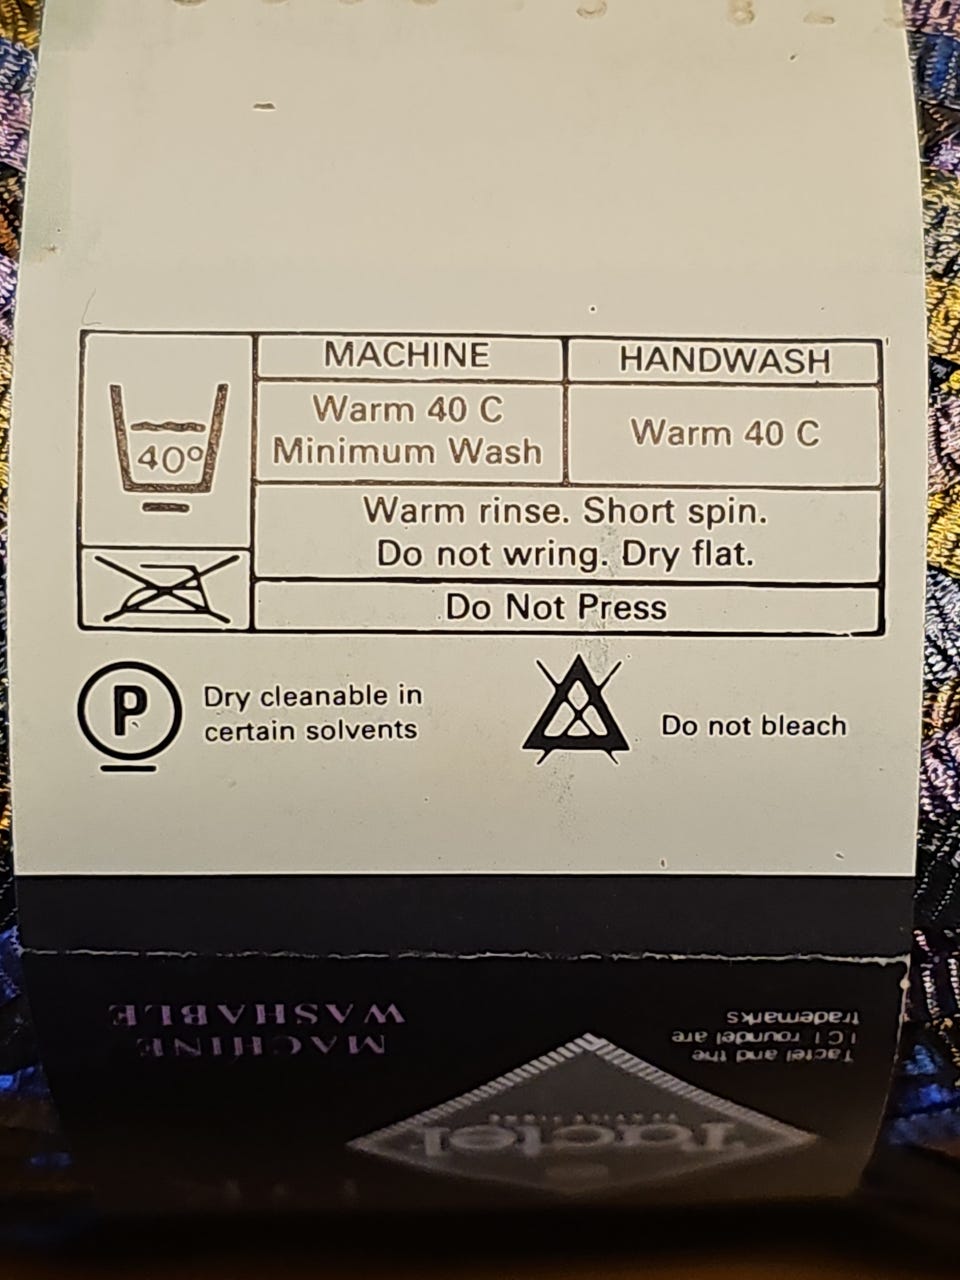 MACHINE
HANDWASH
40°
Warm 40 C
Minimum Wash
Warm 40 C
Warm rinse. Short spin.
Do not wring. Dry flat.
Do Not Press
P
Dry cleanable in
certain solvents
Do not bleach
Tactel and the
I C I roundel are
trademarks
MACHINE
WASHABLE
Tactel